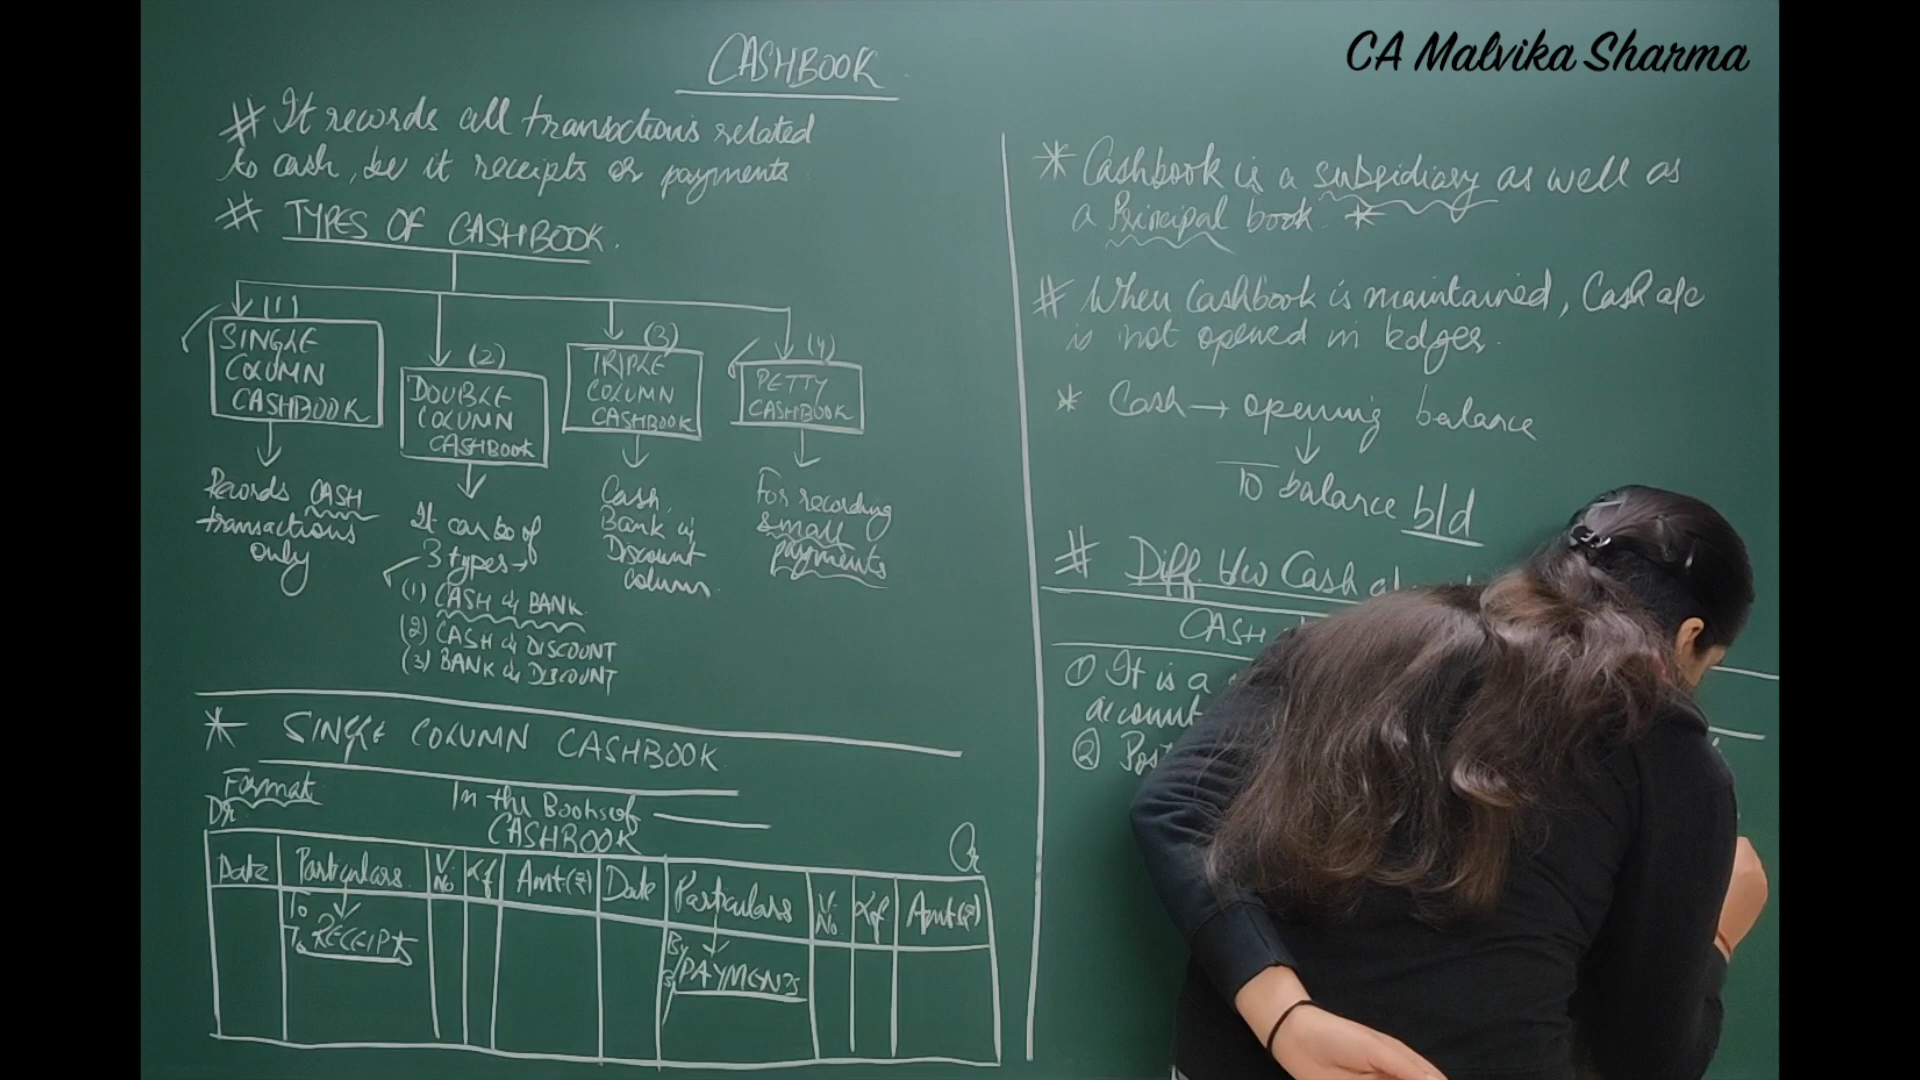 CA Malvika Sharma
CASHBOOK
# It records all transactions related
to cash, be it receipts or payments
# TYPES OF CASHBOOK.
(1)
SINGLE
COLUMN
CASHBOOK
Records CASH
transactions
only
(2)
DOUBLE
COLUMN
CASHBOOK
It can be of
3 types→
(1) CASH & BANK
(2) CASH & DISCOUNT
(3) BANK & DISCOUNT
(3)
TRIPLE
COLUMN
CASHBOOK
Cash,
Bank &
Discount
Column
(4)
PETTY
CASHBOOK
For recording
small
payments
* SINGLE COLUMN CASHBOOK
Format
In the Books of
Dr
CASHBOOK
Cr
Date Particulars V. No Lf Amt(₹) Date Particulars V. No. Lf Amt(₹)
To
To RECEIPTS
By
PAYMENTS
* Cashbook is a subsidiary as well as
a Principal book *
# When Cashbook is maintained, Cash a/c
is not opened in ledger.
* Cash → opening balance
To balance b/d
# Diff. b/w Cash
CASH
① It is a
account
②